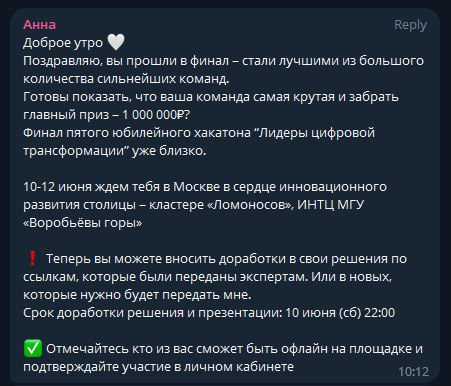 Анна Reply
Доброе утро 🤍
Поздравляю, вы прошли в финал – стали лучшими из большого
количества сильнейших команд.
Готовы показать, что ваша команда самая крутая и забрать
главный приз – 1 000 000₽?
Финал пятого юбилейного хакатона “Лидеры цифровой
трансформации” уже близко.
10-12 июня ждем тебя в Москве в сердце инновационного
развития столицы – кластере «Ломоносов», ИНТЦ МГУ
«Воробьёвы горы»
❗ Теперь вы можете вносить доработки в свои решения по
ссылкам, которые были переданы экспертам. Или в новых,
которые нужно будет передать мне.
Срок доработки решения и презентации: 10 июня (сб) 22:00
✅ Отмечайтесь кто из вас сможет быть офлайн на площадке и
подтверждайте участие в личном кабинете 10:12